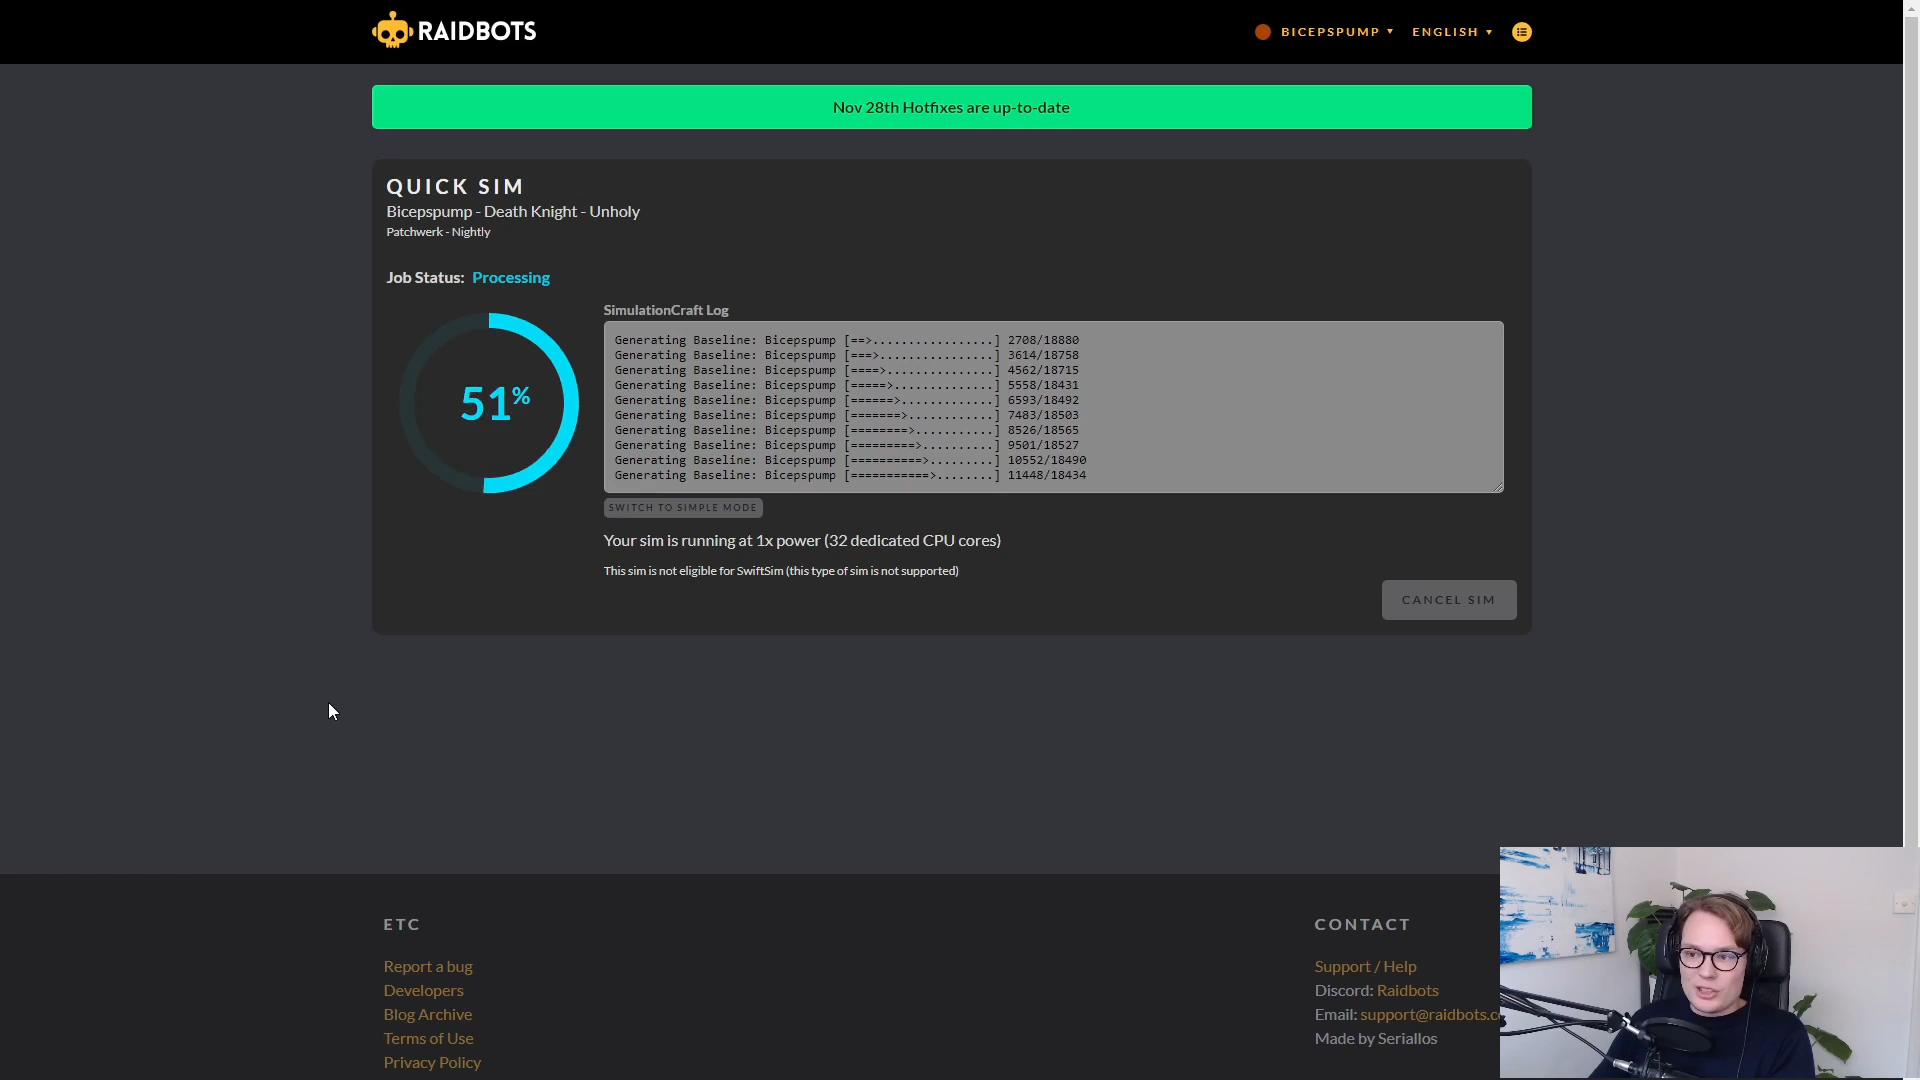 RAIDBOTS
BICEPSPUMP ▼
ENGLISH ▼
Nov 28th Hotfixes are up-to-date
QUICK SIM
Bicepspump - Death Knight - Unholy
Patchwerk - Nightly
Job Status: Processing
51%
SimulationCraft Log
Generating Baseline: Bicepspump [==>.................] 2708/18880
Generating Baseline: Bicepspump [===>................] 3614/18758
Generating Baseline: Bicepspump [====>...............] 4562/18715
Generating Baseline: Bicepspump [=====>..............] 5558/18431
Generating Baseline: Bicepspump [======>.............] 6593/18492
Generating Baseline: Bicepspump [=======>............] 7483/18503
Generating Baseline: Bicepspump [========>...........] 8526/18565
Generating Baseline: Bicepspump [=========>..........] 9501/18527
Generating Baseline: Bicepspump [==========>.........] 10552/18490
Generating Baseline: Bicepspump [===========>........] 11448/18434
SWITCH TO SIMPLE MODE
Your sim is running at 1x power (32 dedicated CPU cores)
This sim is not eligible for SwiftSim (this type of sim is not supported)
CANCEL SIM
ETC
Report a bug
Developers
Blog Archive
Terms of Use
Privacy Policy
CONTACT
Support / Help
Discord: Raidbots
Email: support@raidbots.c
Made by Seriallos